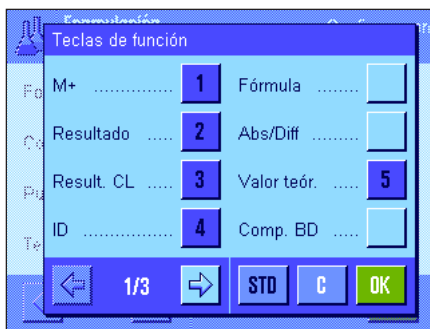 Formulación
Teclas de función
M+ .............. 1
Resultado ..... 2
Result. CL ..... 3
ID ................ 4
Fórmula ........
Abs/Diff .........
Valor teór. ..... 5
Comp. BD .....
1/3
STD
C
OK